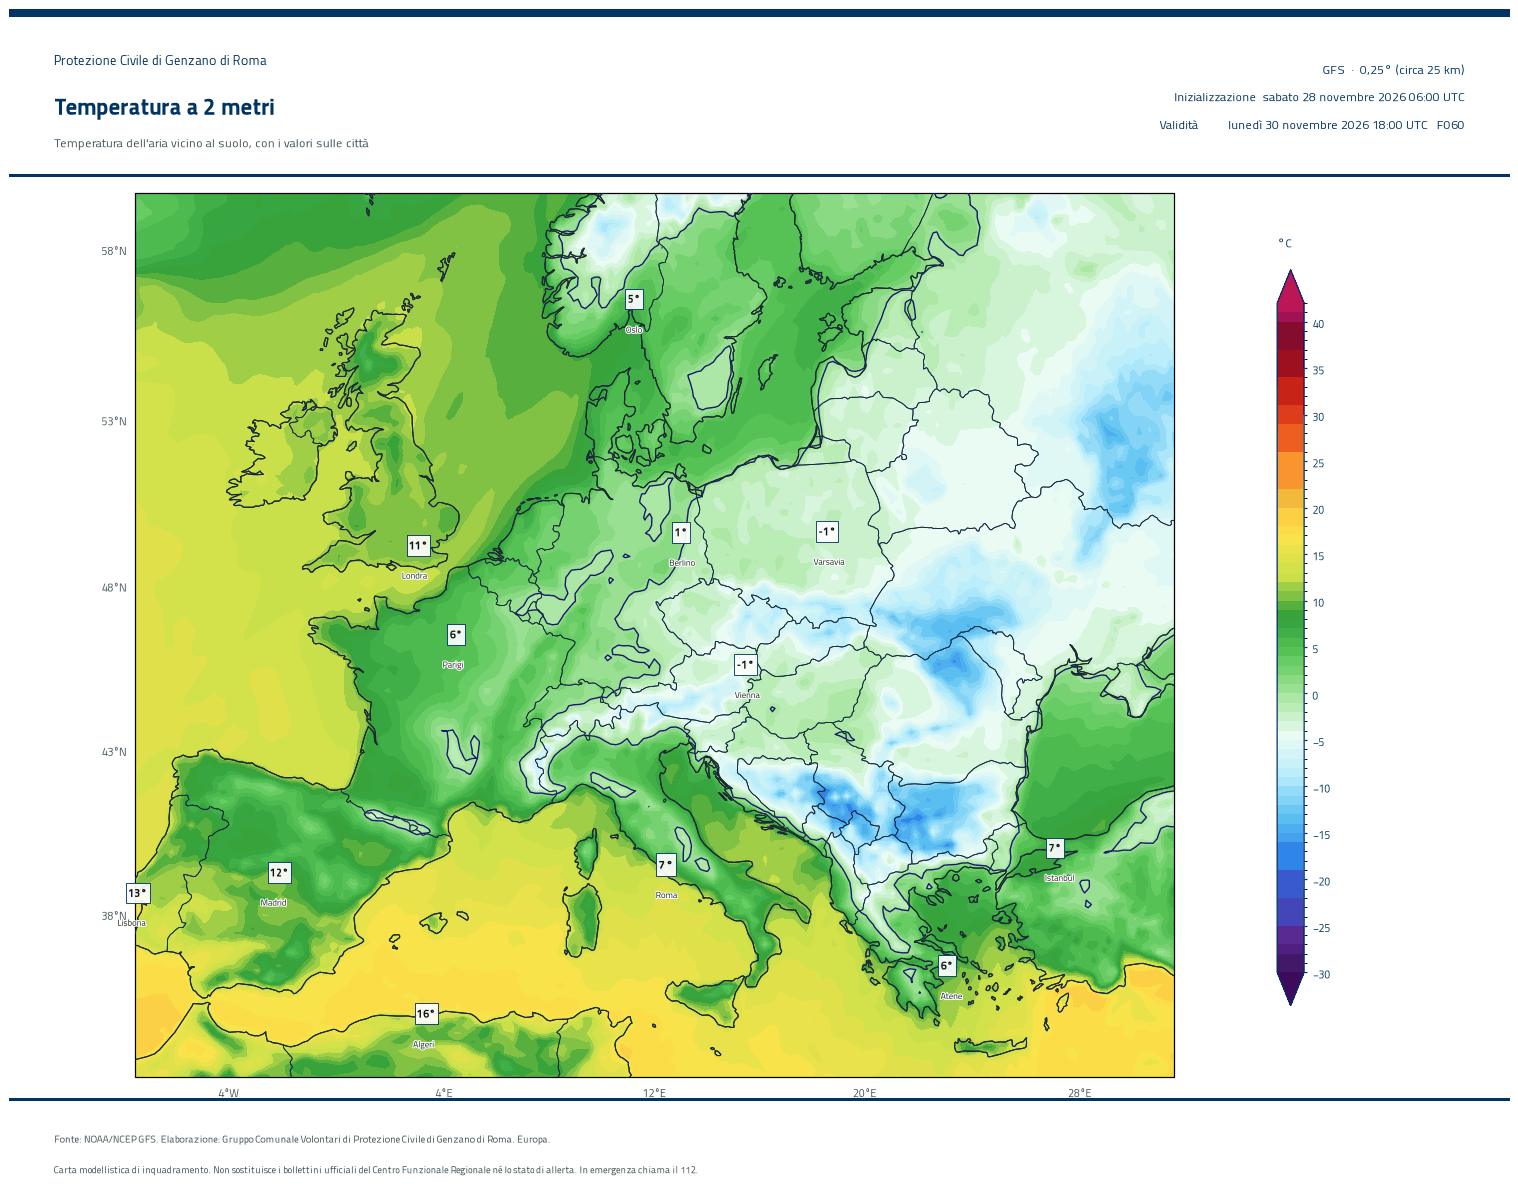 Protezione Civile di Genzano di Roma
Temperatura a 2 metri
Temperatura dell'aria vicino al suolo, con i valori sulle città
GFS · 0,25° (circa 25 km)
Inizializzazione sabato 28 novembre 2026 06:00 UTC
Validità lunedì 30 novembre 2026 18:00 UTC F060
°C
58°N
53°N
48°N
43°N
38°N
4°W
4°E
12°E
20°E
28°E
5°
Oslo
11°
Londra
1°
Berlino
-1°
Varsavia
6°
Parigi
-1°
Vienna
12°
Madrid
13°
Lisbona
7°
Roma
7°
Istanbul
6°
Atene
16°
Algeri
40
35
30
25
20
15
10
5
0
−5
−10
−15
−20
−25
−30
Fonte: NOAA/NCEP GFS. Elaborazione: Gruppo Comunale Volontari di Protezione Civile di Genzano di Roma. Europa.
Carta modellistica di inquadramento. Non sostituisce i bollettini ufficiali del Centro Funzionale Regionale né lo stato di allerta. In emergenza chiama il 112.